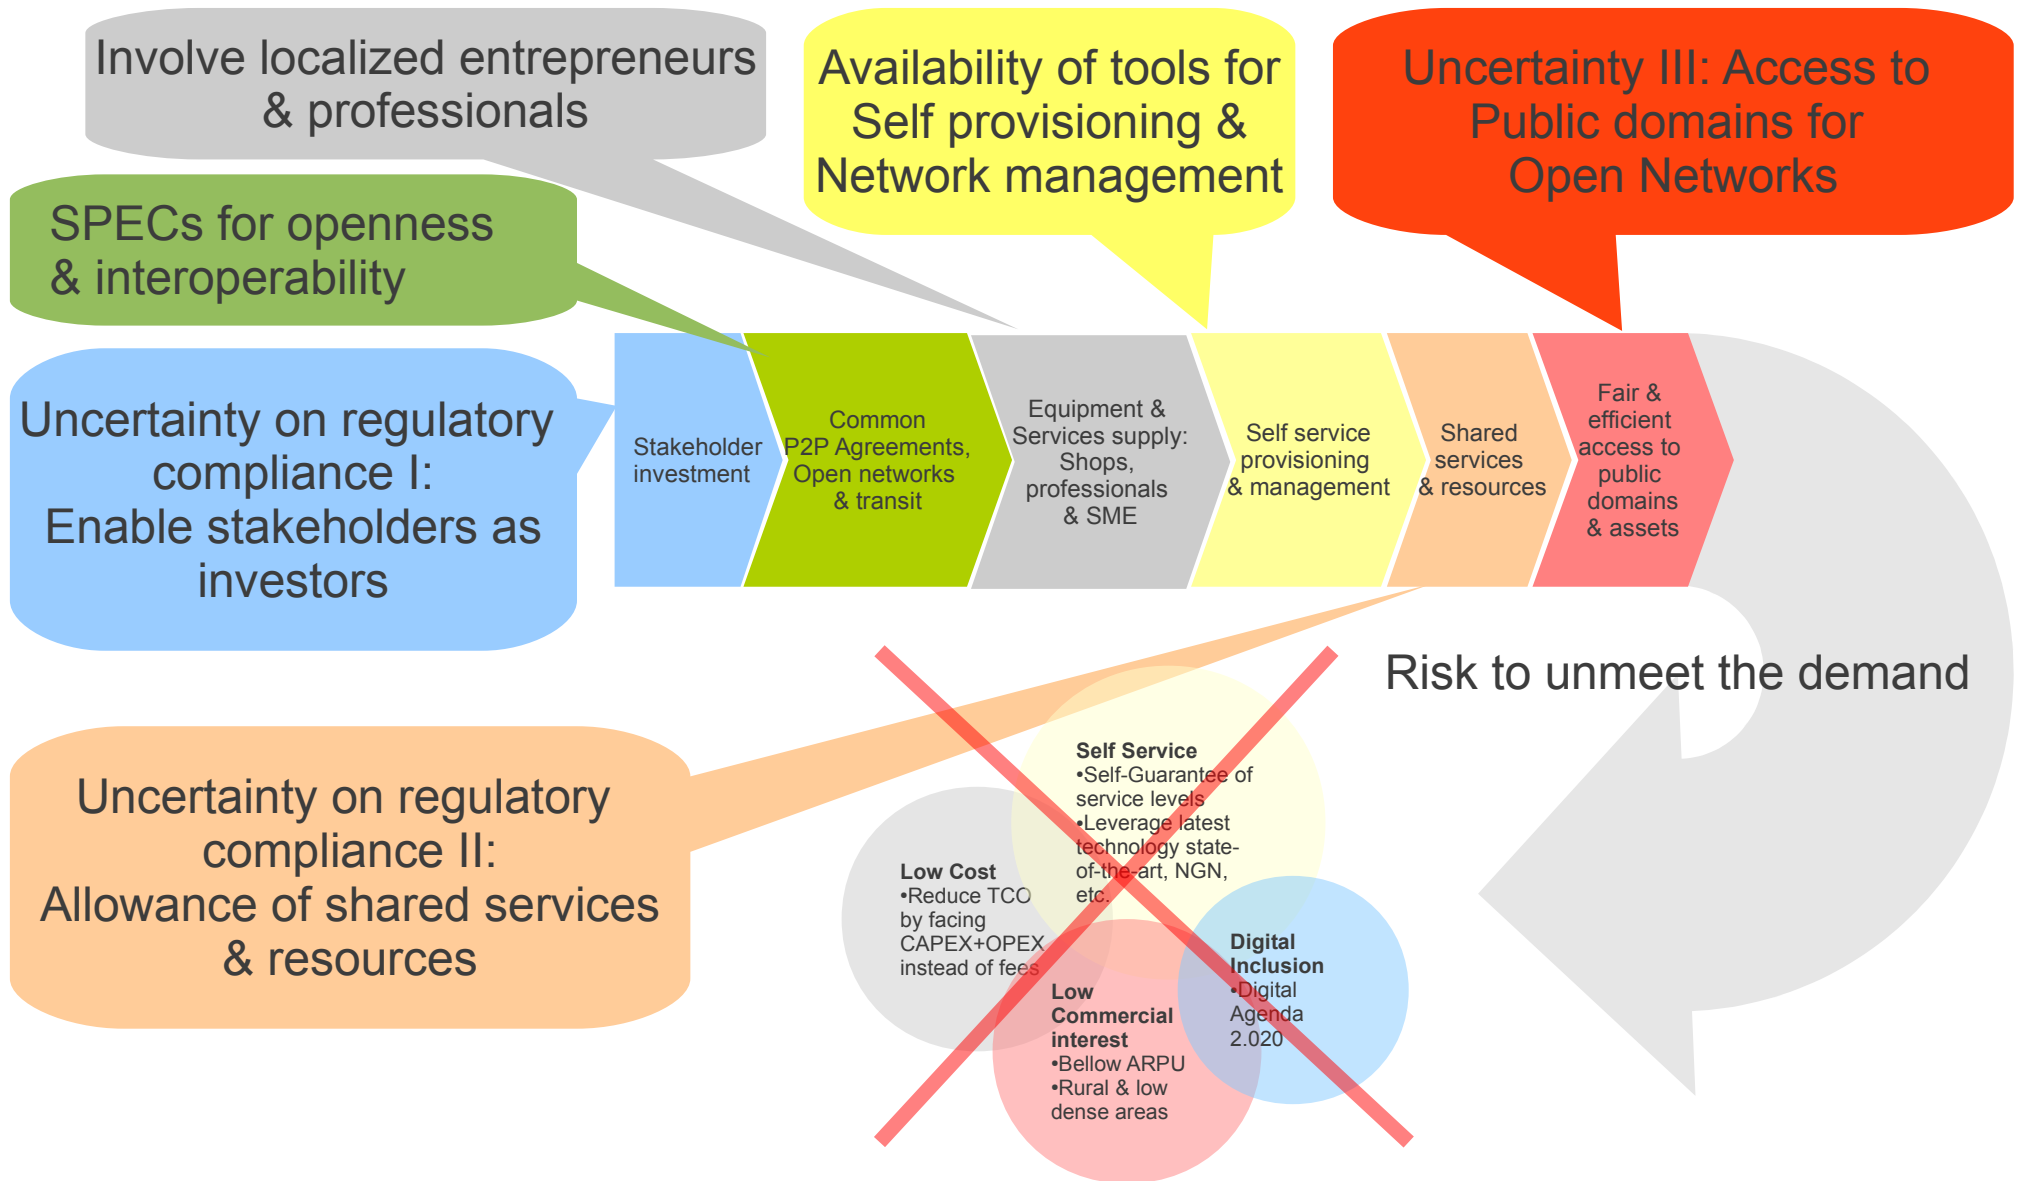 Involve localized entrepreneurs
& professionals
Availability of tools for
Self provisioning &
Network management
Uncertainty III: Access to
Public domains for
Open Networks
SPECs for openness
& interoperability
Uncertainty on regulatory
compliance I:
Enable stakeholders as
investors
Stakeholder
investment
Common
P2P Agreements,
Open networks
& transit
Equipment &
Services supply:
Shops,
professionals
& SME
Self service
provisioning
& management
Shared
services
& resources
Fair &
efficient
access to
public
domains
& assets
Risk to unmeet the demand
Uncertainty on regulatory
compliance II:
Allowance of shared services
& resources
Self Service
•Self-Guarantee of
service levels
•Leverage latest
technology state-
of-the-art, NGN,
etc.
Low Cost
•Reduce TCO
by facing
CAPEX+OPEX
instead of fees
Low
Commercial
interest
•Bellow ARPU
•Rural & low
dense areas
Digital
Inclusion
•Digital
Agenda
2.020